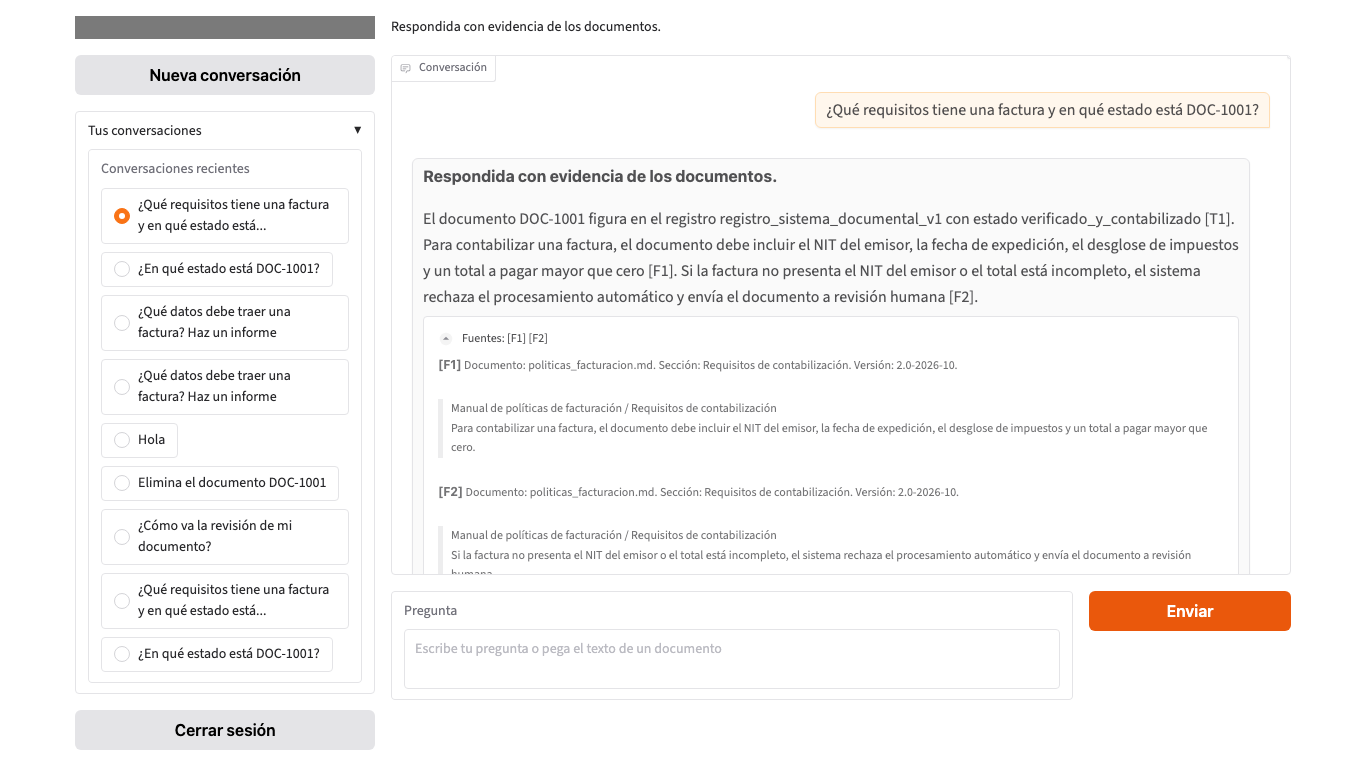 Nueva conversación
Tus conversaciones
Conversaciones recientes
¿Qué requisitos tiene una factura
y en qué estado está...
¿En qué estado está DOC-1001?
¿Qué datos debe traer una
factura? Haz un informe
¿Qué datos debe traer una
factura? Haz un informe
Hola
Elimina el documento DOC-1001
¿Cómo va la revisión de mi
documento?
¿Qué requisitos tiene una factura
y en qué estado está...
¿En qué estado está DOC-1001?
Cerrar sesión
Respondida con evidencia de los documentos.
Conversación
¿Qué requisitos tiene una factura y en qué estado está DOC-1001?
Respondida con evidencia de los documentos.
El documento DOC-1001 figura en el registro registro_sistema_documental_v1 con estado verificado_y_contabilizado [T1].
Para contabilizar una factura, el documento debe incluir el NIT del emisor, la fecha de expedición, el desglose de impuestos
y un total a pagar mayor que cero [F1]. Si la factura no presenta el NIT del emisor o el total está incompleto, el sistema
rechaza el procesamiento automático y envía el documento a revisión humana [F2].
Fuentes: [F1] [F2]
[F1] Documento: politicas_facturacion.md. Sección: Requisitos de contabilización. Versión: 2.0-2026-10.
Manual de políticas de facturación / Requisitos de contabilización
Para contabilizar una factura, el documento debe incluir el NIT del emisor, la fecha de expedición, el desglose de impuestos y un total a pagar mayor que
cero.
[F2] Documento: politicas_facturacion.md. Sección: Requisitos de contabilización. Versión: 2.0-2026-10.
Manual de políticas de facturación / Requisitos de contabilización
Si la factura no presenta el NIT del emisor o el total está incompleto, el sistema rechaza el procesamiento automático y envía el documento a revisión
humana.
Pregunta
Escribe tu pregunta o pega el texto de un documento
Enviar